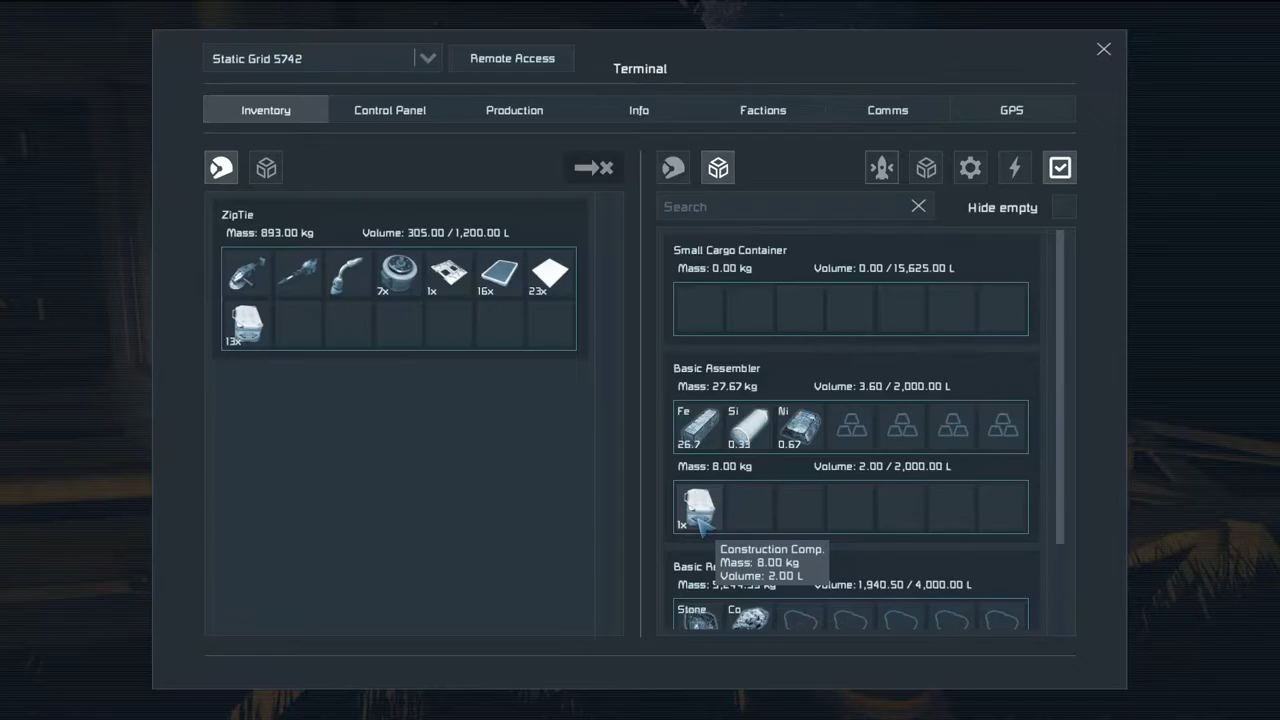 Static Grid 5742
Remote Access
Terminal
Inventory
Control Panel
Production
Info
Factions
Comms
GPS
ZipTie
Mass: 893.00 kg
Volume: 305.00 / 1,200.00 L
7x
1x
16x
23x
13x
Search
Hide empty
Small Cargo Container
Mass: 0.00 kg
Volume: 0.00 / 15,625.00 L
Basic Assembler
Mass: 27.67 kg
Volume: 3.60 / 2,000.00 L
Fe
Si
Ni
26.7
0.33
0.67
Mass: 8.00 kg
Volume: 2.00 / 2,000.00 L
1x
Construction Comp.
Mass: 8.00 kg
Volume: 2.00 L
Basic
Mass:
Volume: 1,940.50 / 4,000.00 L
Stone
Co